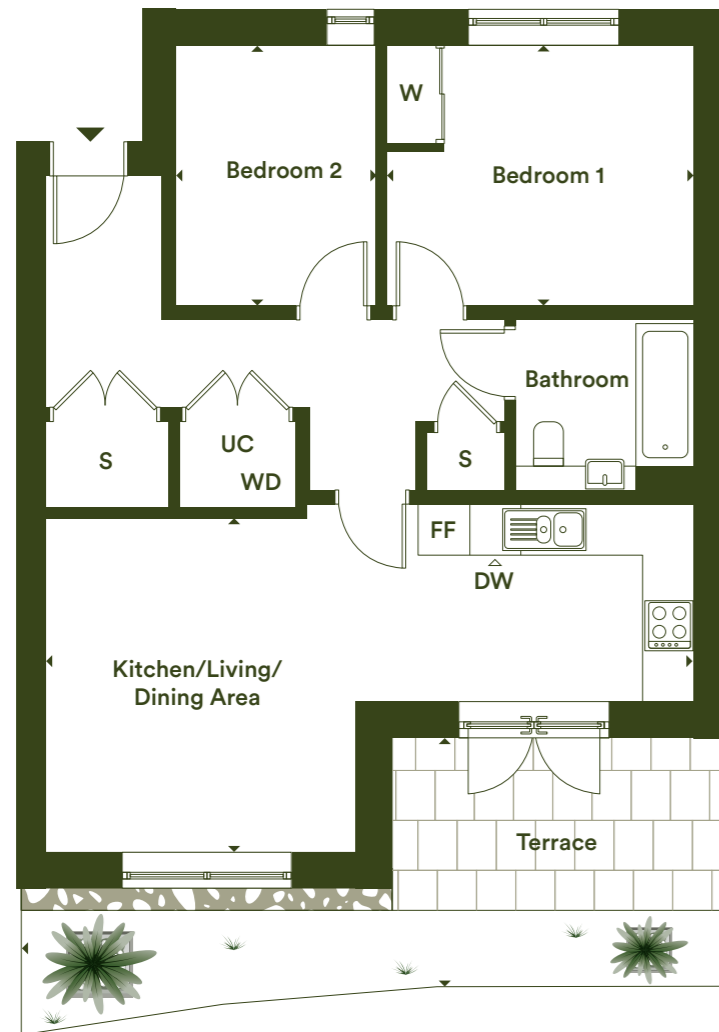 W
Bedroom 2
Bedroom 1
Bathroom
S
UC
WD
S
FF
DW
Kitchen/Living/
Dining Area
Terrace